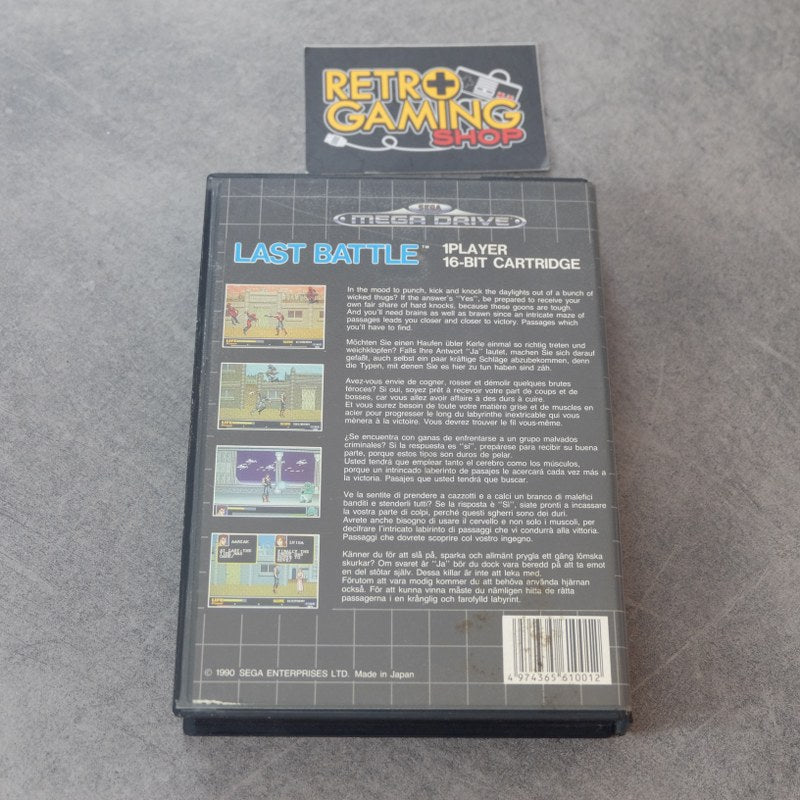 RETRO
GAMING
SHOP
SEGA
MEGA DRIVE
LAST BATTLE™
1PLAYER
16-BIT CARTRIDGE
In the mood to punch, kick and knock the daylights out of a bunch of
wicked thugs? If the answer's "Yes", be prepared to receive your
own fair share of hard knocks, because these goons are tough.
And you'll need brains as well as brawn since an intricate maze of
passages leads you closer and closer to victory. Passages which
you'll have to find.
Möchten Sie einen Haufen übler Kerle einmal so richtig treten und
weichklopfen? Falls Ihre Antwort "Ja" lautet, machen Sie sich darauf
gefaßt, auch selbst ein paar kräftige Schläge abzubekommen, denn
die Typen, mit denen Sie es hier zu tun haben sind zäh.
Avez-vous envie de cogner, rosser et démolir quelques brutes
feroces? Si oui, soyez prêt à recevoir votre part de coups et de
bosses, car vous allez avoir affaire a des durs à cuire.
Et vous aurez besoin de toute votre matière grise et de muscles en
acier pour progresser le long du labyrinthe inextricable qui vous
mènera à la victoire. Vous devrez trouver le fil vous-même.
¿Se encuentra con ganas de enfrentarse a un grupo malvados
criminales? Si la respuesta es "sí", prepárese para recibir su buena
parte, porque estos tipos son duros de pelar.
Usted tendrá que emplear tanto el cerebro como los músculos,
porque un intrincado laberinto de pasajes le acercará cada vez más a
la victoria. Pasajes que usted tendrá que buscar.
Ve la sentite di prendere a cazzotti e a calci un branco di malefici
banditi e stenderli tutti? Se la risposta è "Sì", siate pronti a incassare
la vostra parte di colpi, perché questi sgherri sono dei duri.
Avrete anche bisogno di usare il cervello e non solo i muscoli, per
decifrare l'intricato labirinto di passaggi che vi condurrà alla vittoria.
Passaggi che dovrete scoprire col vostro ingegno.
Känner du för att slå på, sparka och allmänt prygla ett gäng lömska
skurkar? Om svaret är "Ja" bör du dock vara beredd på att ta emot
en del stötar själv. Dessa killar är inte att leka med.
Förutom att vara modig kommer du att behöva använda hjärnan
också. För att kunna vinna måste du nämligen hitta de rätta
passagerna i en krånglig och farofylld labyrint.
AARZAK
© 1990 SEGA ENTERPRISES LTD. Made in Japan
4 974365 610012